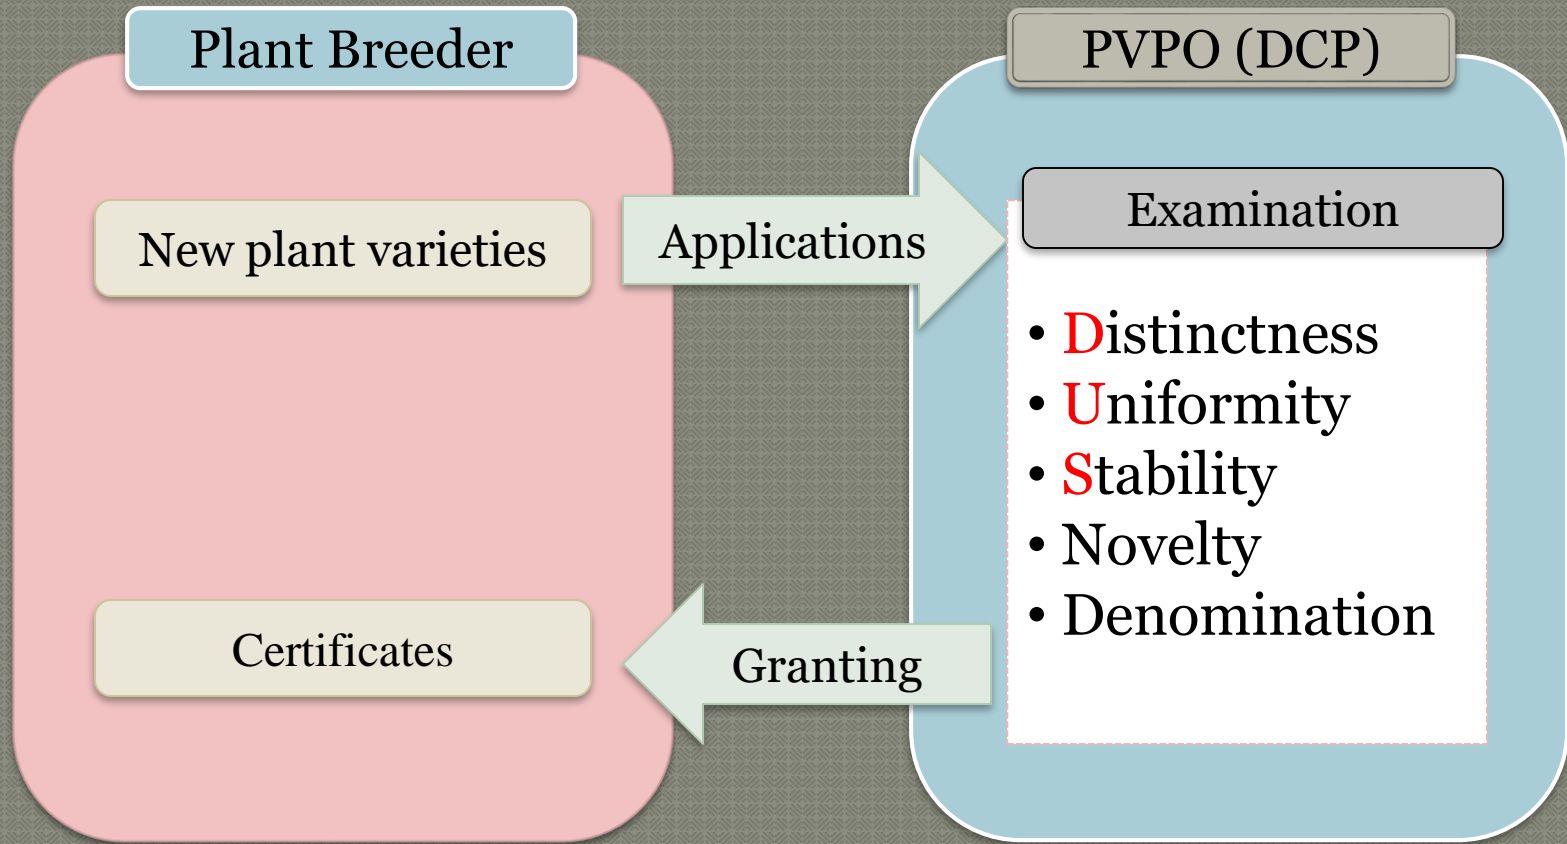 Plant Breeder
PVPO (DCP)
New plant varieties
Applications
Examination
• Distinctness
• Uniformity
• Stability
• Novelty
• Denomination
Certificates
Granting